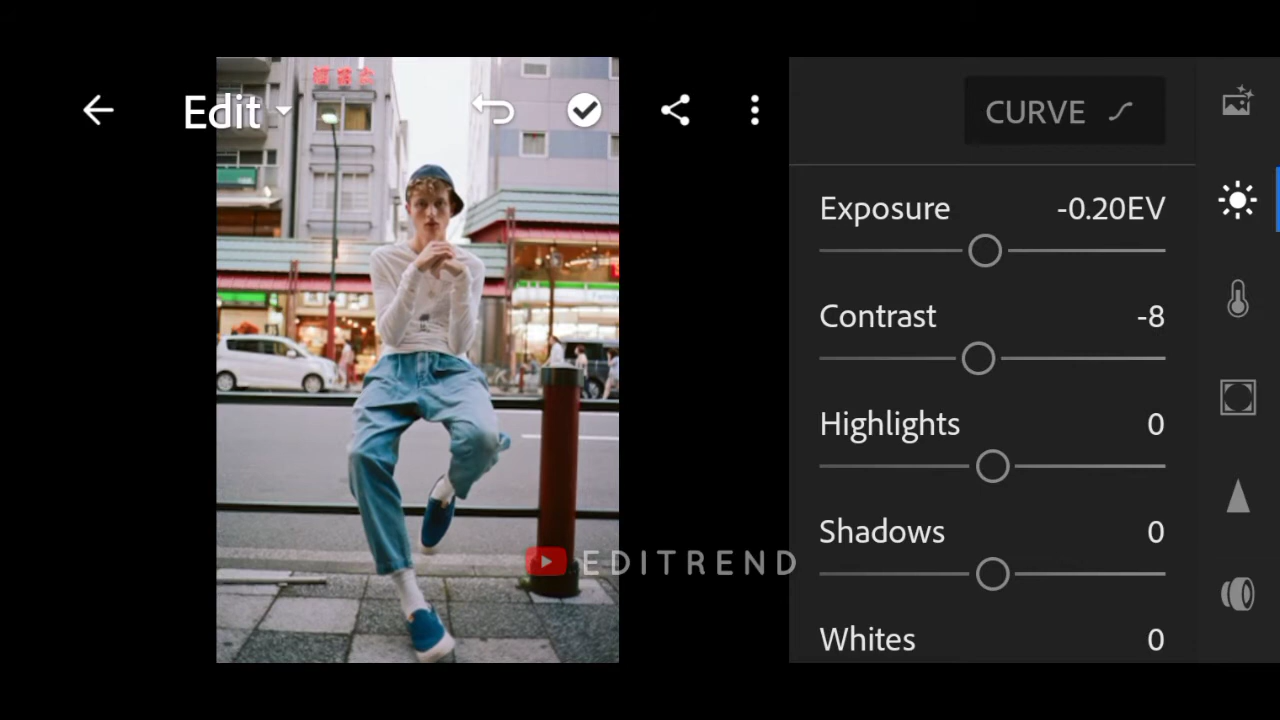 Edit
CURVE
Exposure -0.20EV
Contrast -8
Highlights 0
Shadows 0
EDITREND
Whites 0